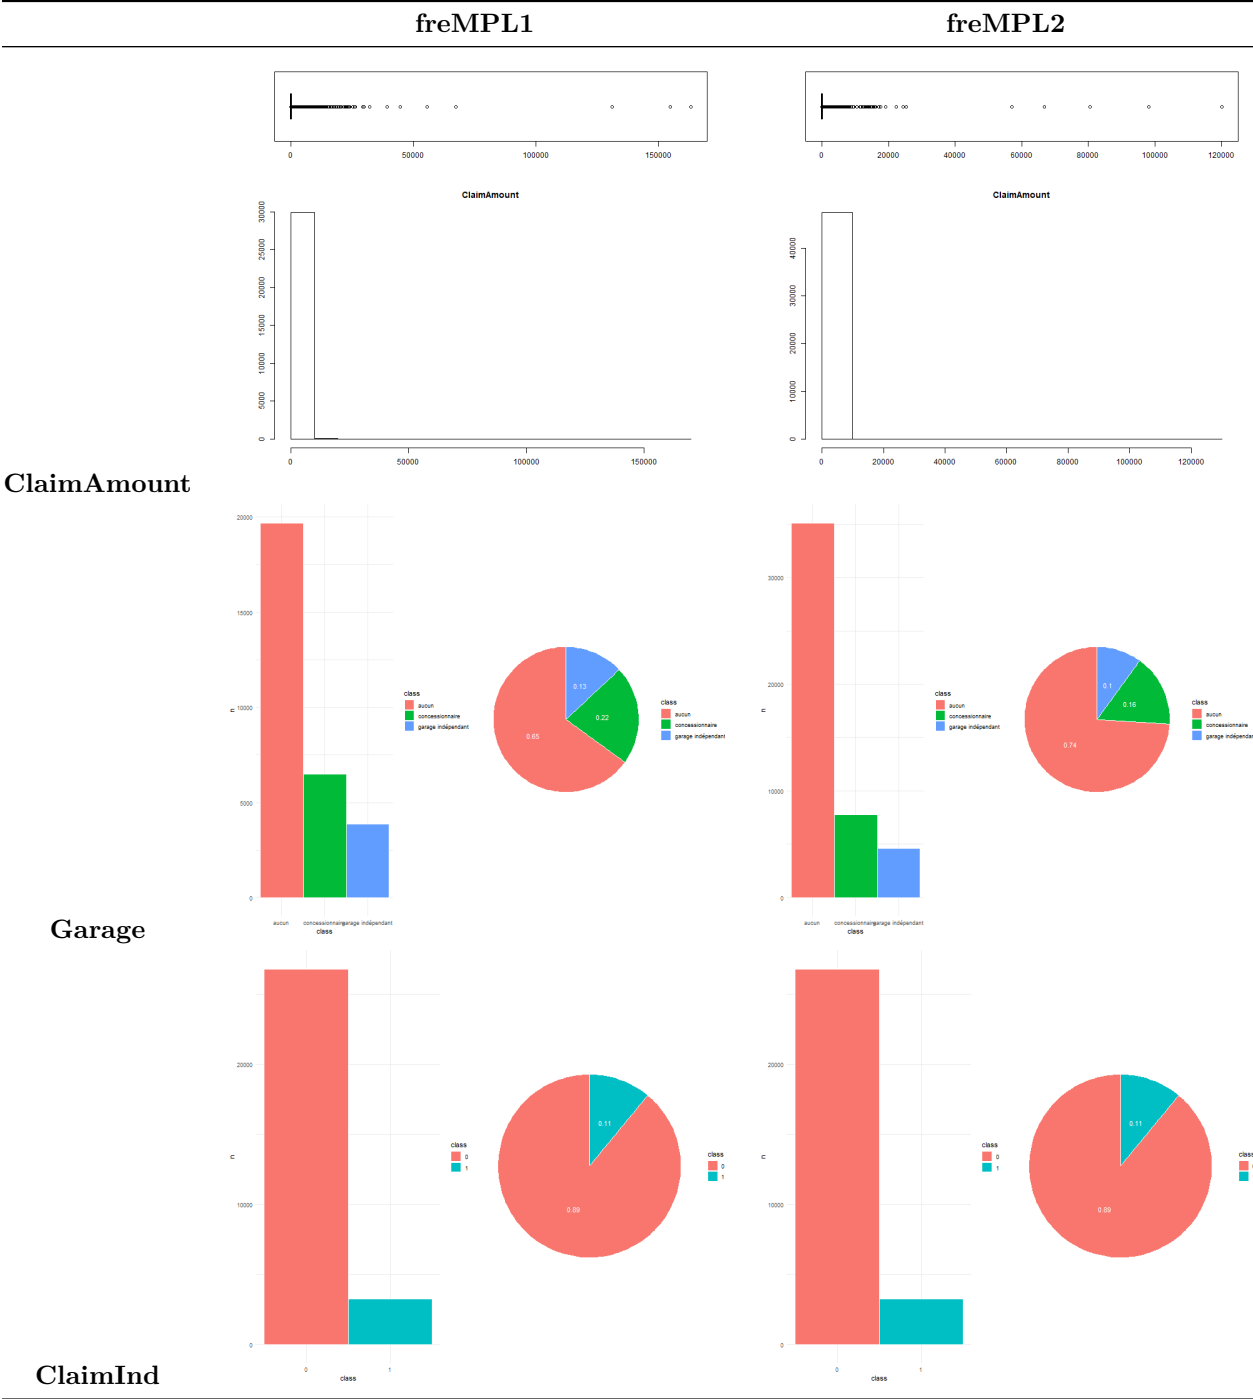 freMPL1 freMPL2
0 50000 100000 150000
0 20000 40000 60000 80000 100000 120000
ClaimAmount
30000
25000
20000
15000
10000
5000
0
0 50000 100000 150000
ClaimAmount
40000
30000
20000
10000
0
0 20000 40000 60000 80000 100000 120000
ClaimAmount
20000
15000
10000
5000
0
n
aucun concessionnaire garage indépendant
class
class
aucun
concessionnaire
garage indépendant
0.13
0.22
0.65
class
aucun
concessionnaire
garage indépendant
30000
20000
10000
0
n
aucun concessionnaire garage indépendant
class
class
aucun
concessionnaire
garage indépendant
0.1
0.16
0.74
class
aucun
concessionnaire
garage indépendant
Garage
20000
10000
0
n
0 1
class
class
0
1
0.11
0.89
class
0
1
20000
10000
0
n
0 1
class
class
0
1
0.11
0.89
class
ClaimInd